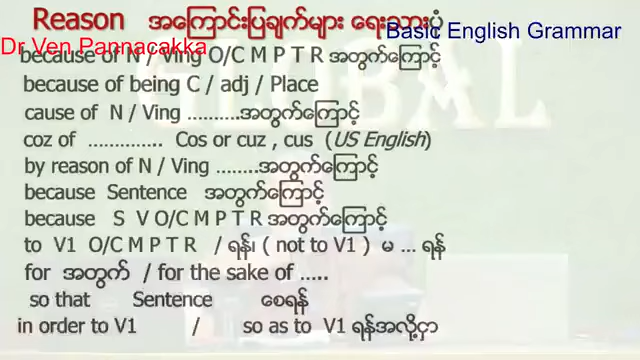 Reason အကြောင်းပြချက်များ ရေးသားပုံ
Basic English Grammar
Dr Ven Pannacakka
because of N / Ving O/C M P T R အတွက်ကြောင့်
because of being C / adj / Place
cause of N / Ving ..........အတွက်ကြောင့်
coz of .............. Cos or cuz , cus (US English)
by reason of N / Ving ........အတွက်ကြောင့်
because Sentence အတွက်ကြောင့်
because S V O/C M P T R အတွက်ကြောင့်
to V1 O/C M P T R / ရန်၊ ( not to V1 ) မ ... ရန်
for အတွက် / for the sake of .....
so that Sentence စေရန်
in order to V1 / so as to V1 ရန်အလို့ငှာ